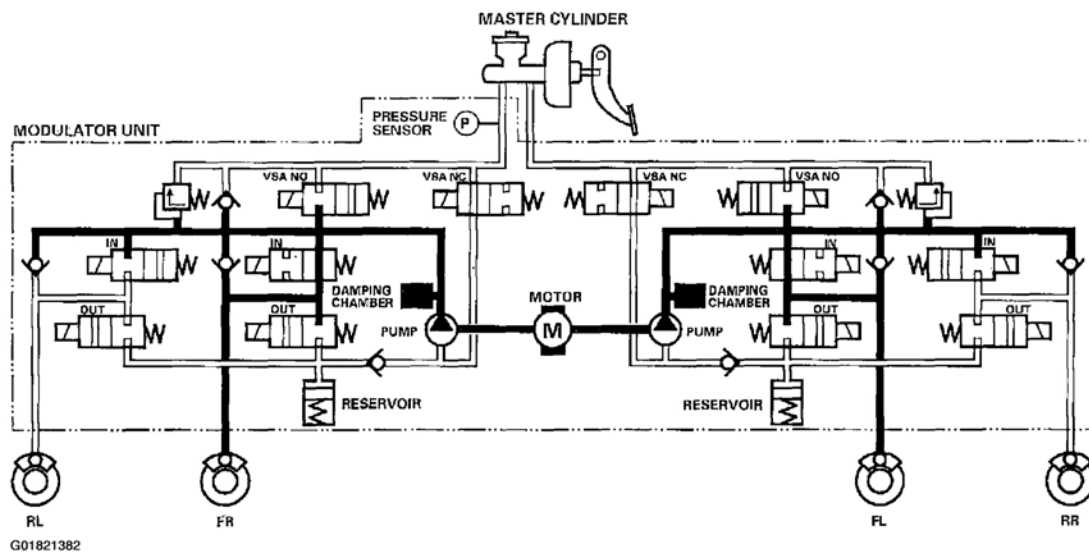 MASTER CYLINDER
PRESSURE
SENSOR
P
MODULATOR UNIT
VSA NO
VSA NC
VSA NC
VSA NO
IN
IN
IN
IN
DAMPING
CHAMBER
MOTOR
DAMPING
CHAMBER
OUT
OUT
PUMP
M
PUMP
OUT
OUT
RESERVOIR
RESERVOIR
RL
FR
FL
RR
G01821382